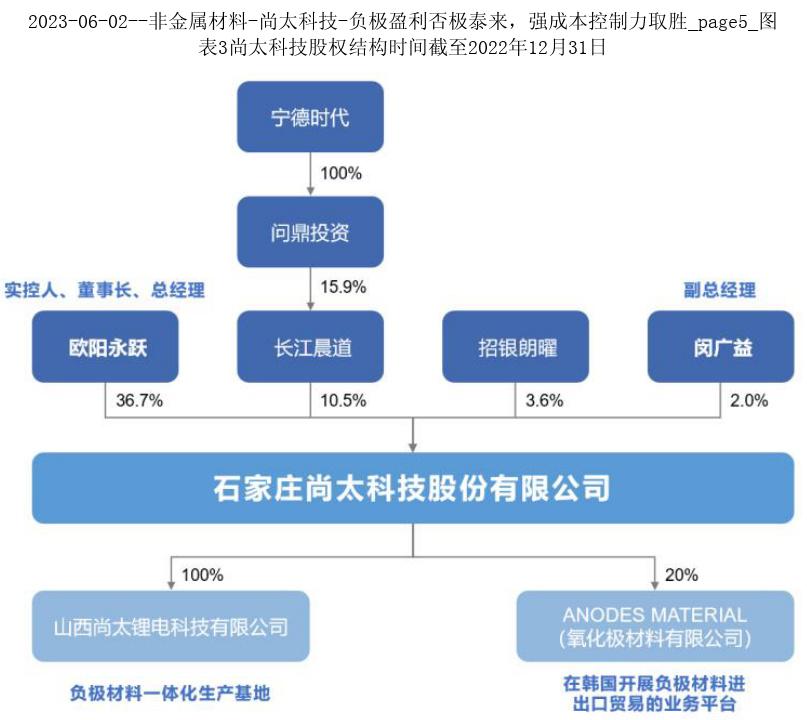 2023-06-02--非金属材料-尚太科技-负极盈利否极泰来，强成本控制力取胜_page5_图
表3尚太科技股权结构时间截至2022年12月31日
宁德时代
100%
问鼎投资
15.9%
实控人、董事长、总经理
副总经理
欧阳永跃
长江晨道
招银朗曜
闵广益
36.7%
10.5%
3.6%
2.0%
石家庄尚太科技股份有限公司
100%
20%
山西尚太锂电科技有限公司
ANODES MATERIAL
(氧化极材料有限公司)
负极材料一体化生产基地
在韩国开展负极材料进
出口贸易的业务平台